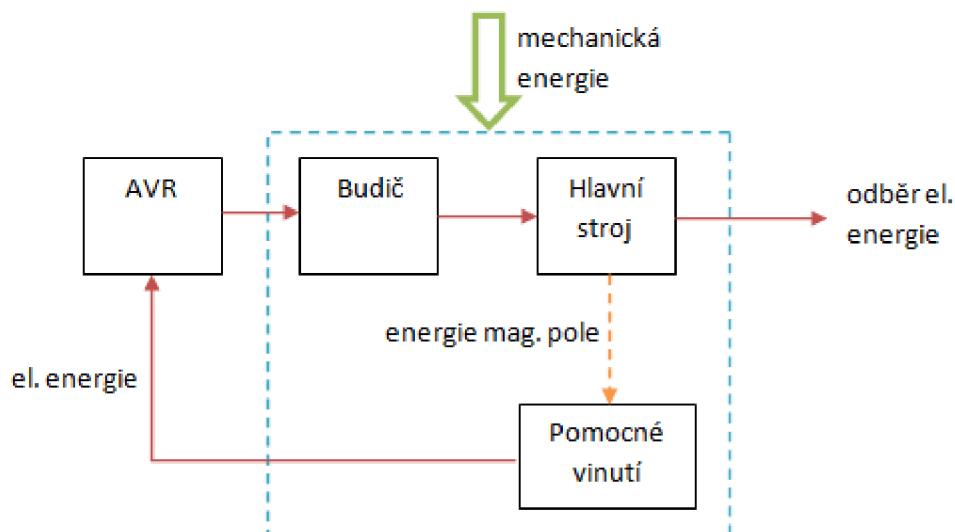 mechanická
energie
AVR
Budič
Hlavní
stroj
odběr el.
energie
energie mag. pole
el. energie
Pomocné
vinutí